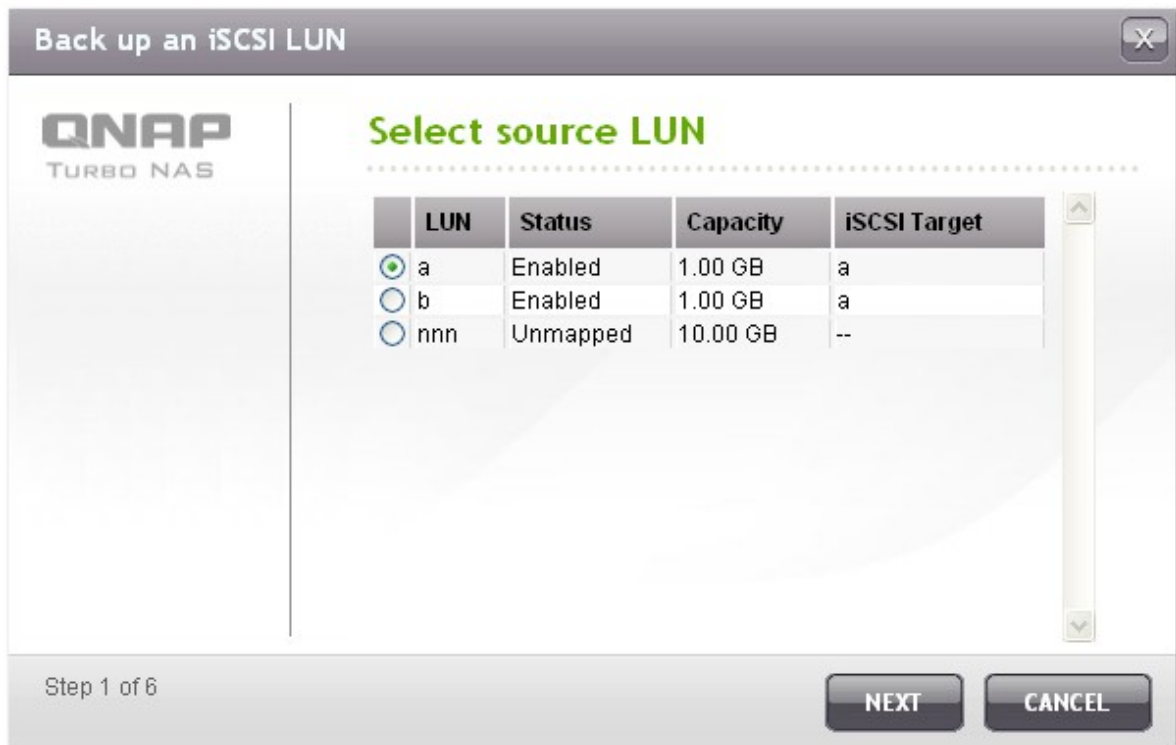 Back up an iSCSI LUN X
QNAP
TURBO NAS
Select source LUN
LUN Status Capacity iSCSI Target
a Enabled 1.00 GB a
b Enabled 1.00 GB a
nnn Unmapped 10.00 GB --
Step 1 of 6
NEXT CANCEL